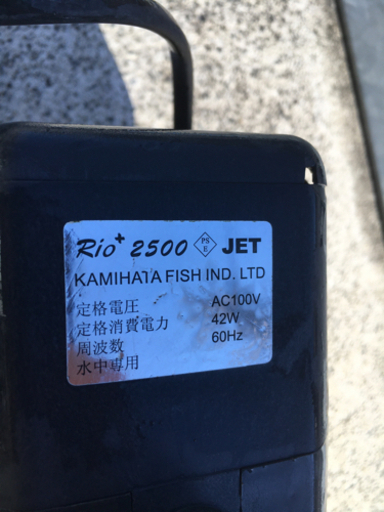 Rio+ 2500 PS E JET
KAMIHATA FISH IND. LTD
定格電圧 AC100V
定格消費電力 42W
周波数 60Hz
水中専用